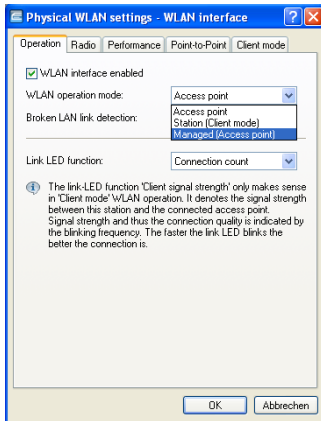 Physical WLAN settings - WLAN interface
Operation Radio Performance Point-to-Point Client mode
WLAN interface enabled
WLAN operation mode: Access point
Access point
Station (Client mode)
Managed (Access point)
Broken LAN link detection:
Link LED function: Connection count
The link-LED function 'Client signal strength' only makes sense
in 'Client mode' WLAN operation. It denotes the signal strength
between this station and the connected access point.
Signal strength and thus the connection quality is indicated by
the blinking frequency. The faster the link LED blinks the
better the connection is.
OK Abbrechen